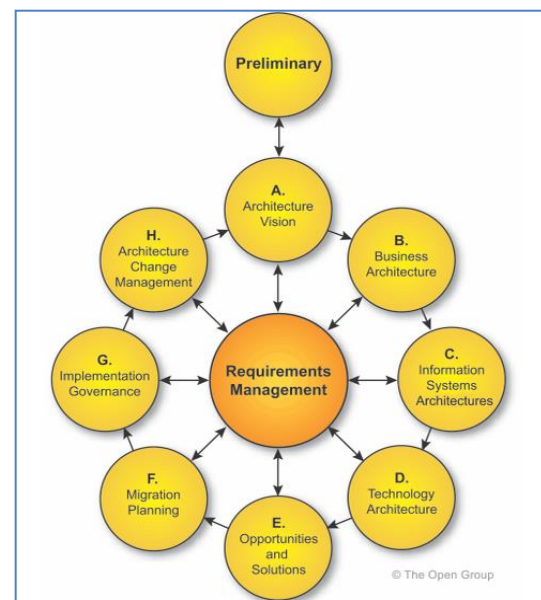 Preliminary
A.
Architecture
Vision
B.
Business
Architecture
C.
Information
Systems
Architectures
D.
Technology
Architecture
E.
Opportunities
and
Solutions
F.
Migration
Planning
G.
Implementation
Governance
H.
Architecture
Change
Management
Requirements
Management
© The Open Group